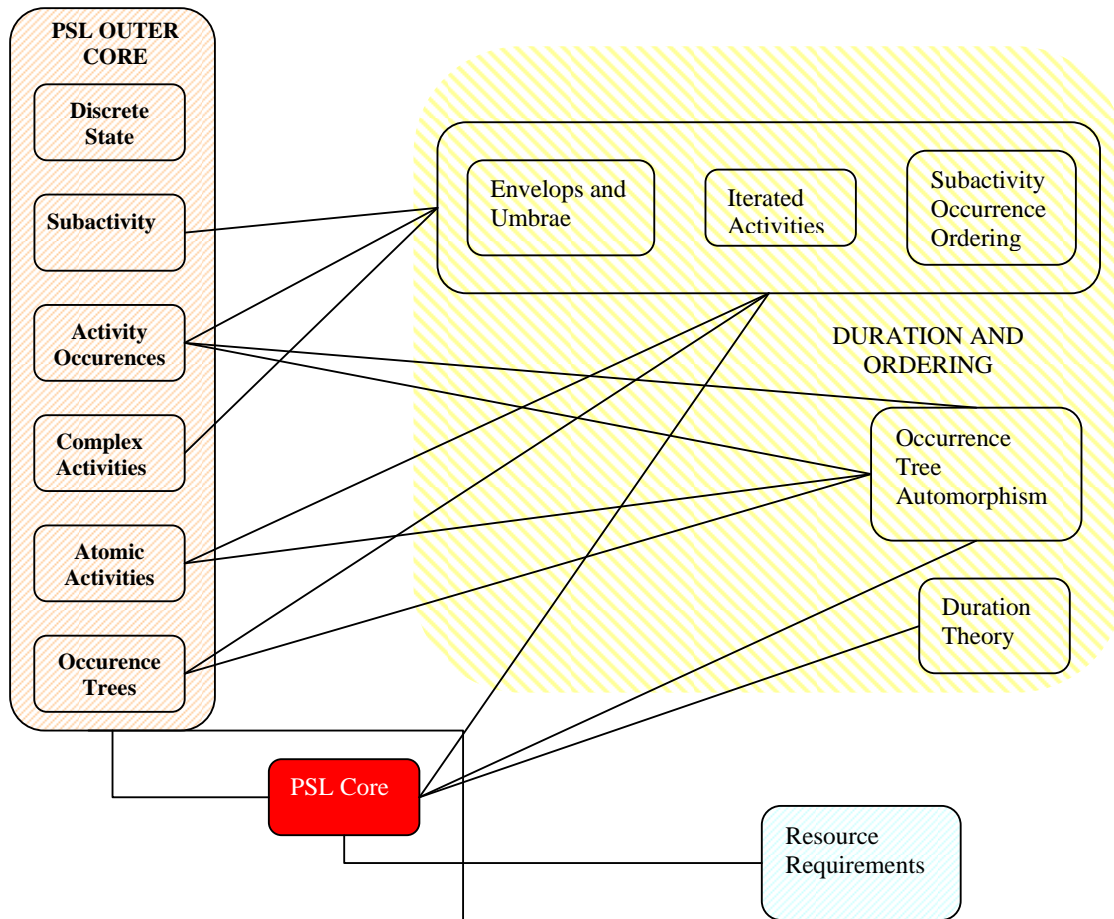 PSL OUTER
CORE
Discrete
State
Subactivity
Activity
Occurences
Complex
Activities
Atomic
Activities
Occurence
Trees
Envelops and
Umbrae
Iterated
Activities
Subactivity
Occurrence
Ordering
DURATION AND
ORDERING
Occurrence
Tree
Automorphism
Duration
Theory
PSL Core
Resource
Requirements